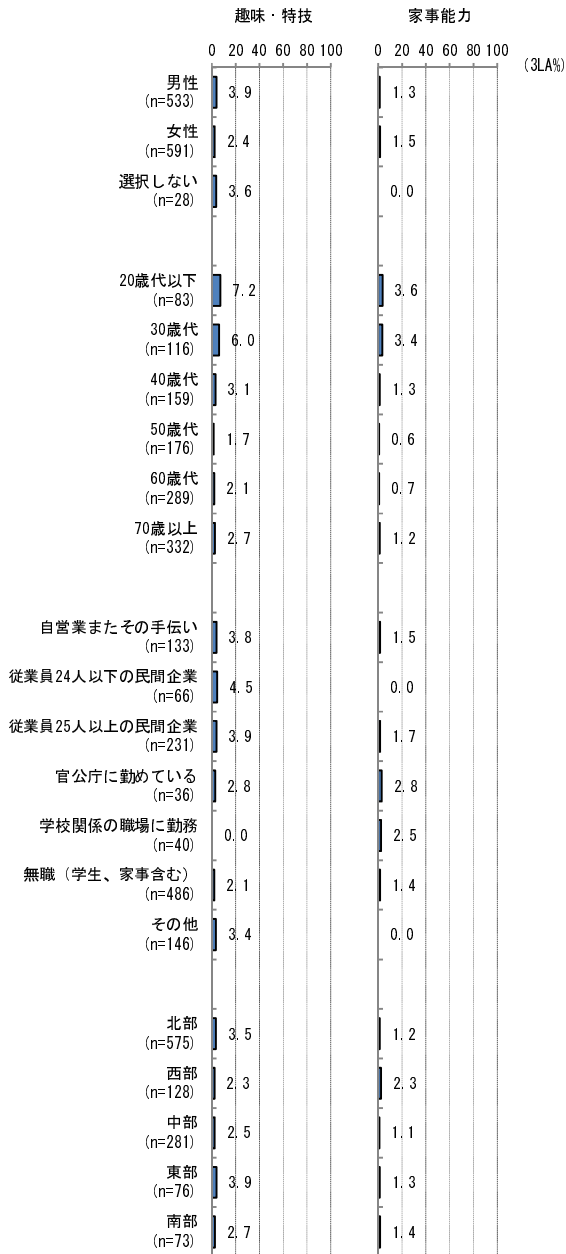 趣味・特技 家事能力
0 20 40 60 80 100 0 20 40 60 80 100
(3LA%)
男性
(n=533) 3.9 1.3
女性
(n=591) 2.4 1.5
選択しない
(n=28) 3.6 0.0
20歳代以下
(n=83) 7.2 3.6
30歳代
(n=116) 6.0 3.4
40歳代
(n=159) 3.1 1.3
50歳代
(n=176) 1.7 0.6
60歳代
(n=289) 2.1 0.7
70歳以上
(n=332) 2.7 1.2
自営業またその手伝い
(n=133) 3.8 1.5
従業員24人以下の民間企業
(n=66) 4.5 0.0
従業員25人以上の民間企業
(n=231) 3.9 1.7
官公庁に勤めている
(n=36) 2.8 2.8
学校関係の職場に勤務
(n=40) 0.0 2.5
無職（学生、家事含む）
(n=486) 2.1 1.4
その他
(n=146) 3.4 0.0
北部
(n=575) 3.5 1.2
西部
(n=128) 2.3 2.3
中部
(n=281) 2.5 1.1
東部
(n=76) 3.9 1.3
南部
(n=73) 2.7 1.4